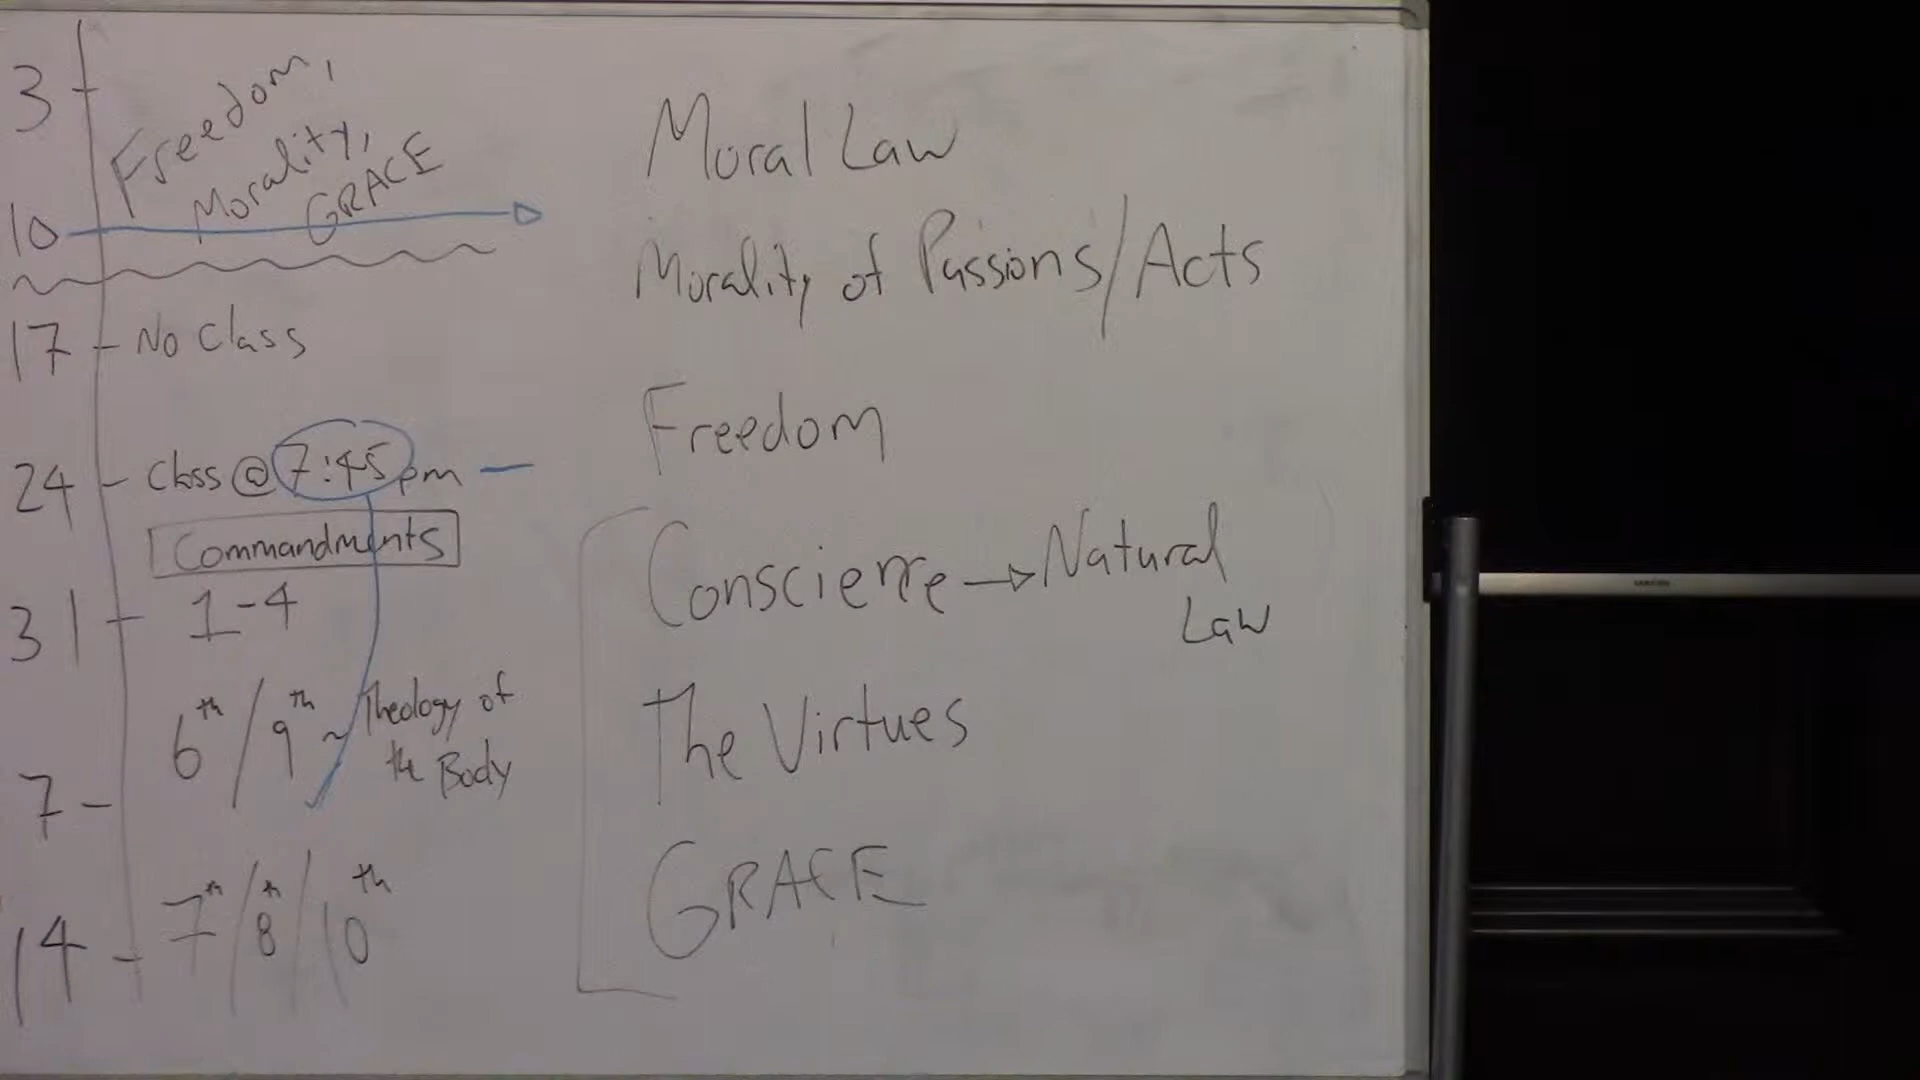 3
Freedom,
Morality,
GRACE
10
17 - No Class
24 - Class @ 7:45 pm -
Commandments
31 - 1-4
6th / 9th ~ Theology of
the Body
7 -
14 - 7th / 8th / 10th
Moral Law
Morality of Passions/Acts
Freedom
Conscience → Natural
Law
The Virtues
GRACE